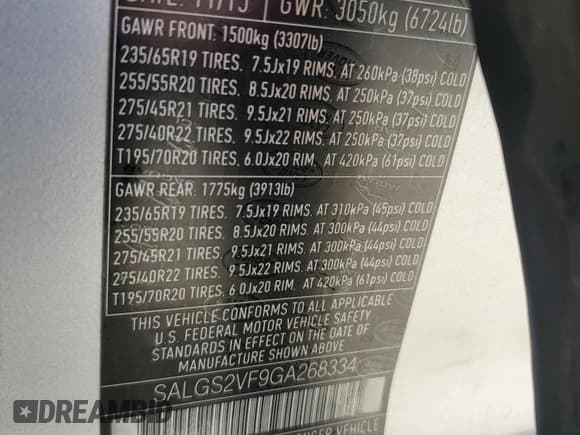 DATE: 11/15 GWR: 3050kg (6724lb)
GAWR FRONT: 1500kg (3307lb)
235/65R19 TIRES. 7.5Jx19 RIMS. AT 260kPa (38psi) COLD
255/55R20 TIRES. 8.5Jx20 RIMS. AT 250kPa (37psi) COLD
275/45R21 TIRES. 9.5Jx21 RIMS. AT 250kPa (37psi) COLD
275/40R22 TIRES. 9.5Jx22 RIMS. AT 250kPa (37psi) COLD
T195/70R20 TIRES. 6.0Jx20 RIM. AT 420kPa (61psi) COLD
GAWR REAR: 1775kg (3913lb)
235/65R19 TIRES. 7.5Jx19 RIMS. AT 310kPa (45psi) COLD
255/55R20 TIRES. 8.5Jx20 RIMS. AT 300kPa (44psi) COLD
275/45R21 TIRES. 9.5Jx21 RIMS. AT 300kPa (44psi) COLD
275/40R22 TIRES. 9.5Jx22 RIMS. AT 300kPa (44psi) COLD
T195/70R20 TIRES. 6.0Jx20 RIM. AT 420kPa (61psi) COLD
THIS VEHICLE CONFORMS TO ALL APPLICABLE
U.S. FEDERAL MOTOR VEHICLE SAFETY
STANDARDS IN EFFECT ON THE DATE OF
MANUFACTURE SHOWN ABOVE.
SALGS2VF9GA268334
VEHICLE
DREAMBID